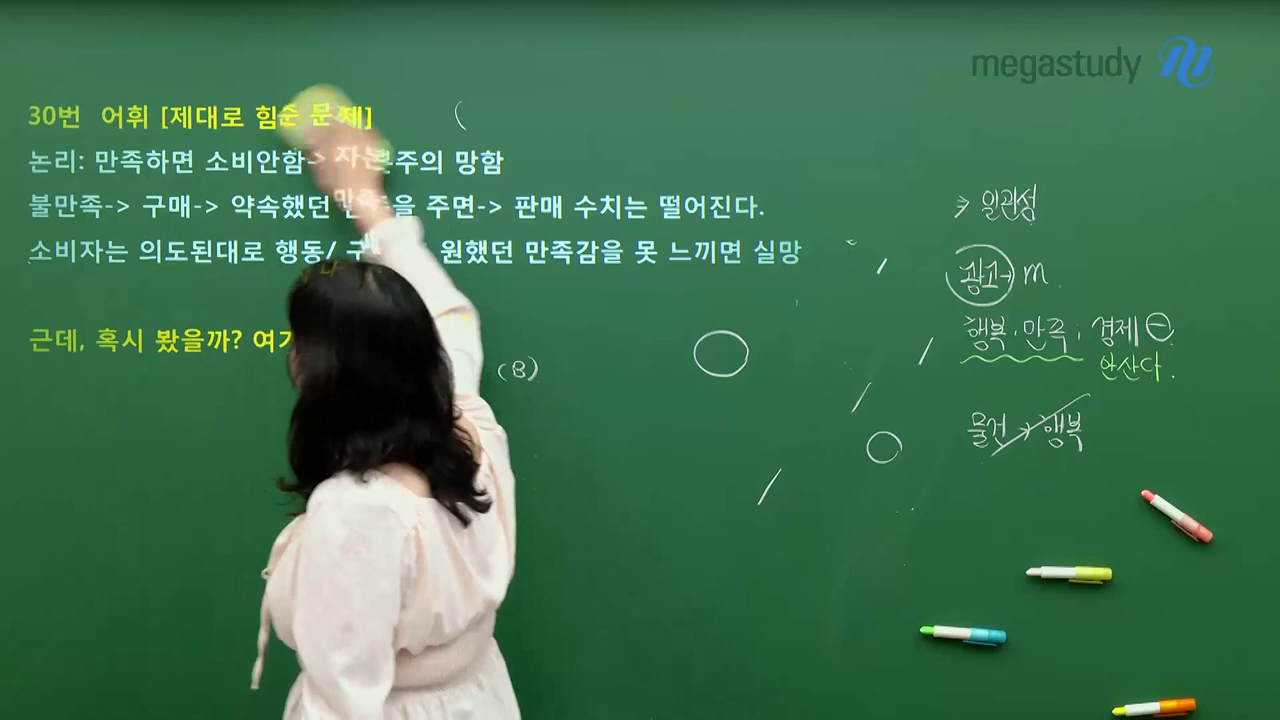 megastudy
30번 어휘 [제대로 힘준 문제]
논리: 만족하면 소비안함-> 자본주의 망함
불만족-> 구매-> 약속했던 만족을 주면-> 판매 수치는 떨어진다.
소비자는 의도된대로 행동/ 구 원했던 만족감을 못 느끼면 실망
근데, 혹시 봤을까? 여기
(B)
일관성
광고→ m
행복·만족, 경제 ⊖
안산다.
물건 → 행복